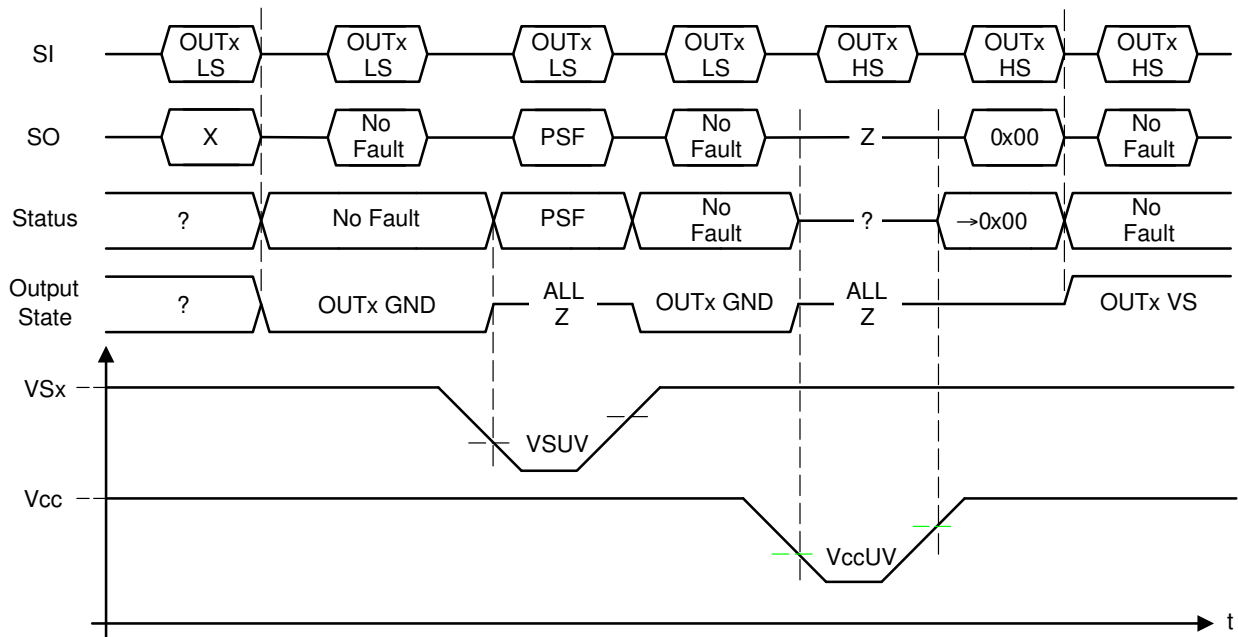 SI
OUTx
LS
OUTx
LS
OUTx
LS
OUTx
LS
OUTx
HS
OUTx
HS
OUTx
HS
SO
X
No
Fault
PSF
No
Fault
Z
0x00
No
Fault
Status
?
No Fault
PSF
No
Fault
?
→0x00
No
Fault
Output
State
?
OUTx GND
ALL
Z
OUTx GND
ALL
Z
OUTx VS
VSx
VSUV
Vcc
VccUV
t